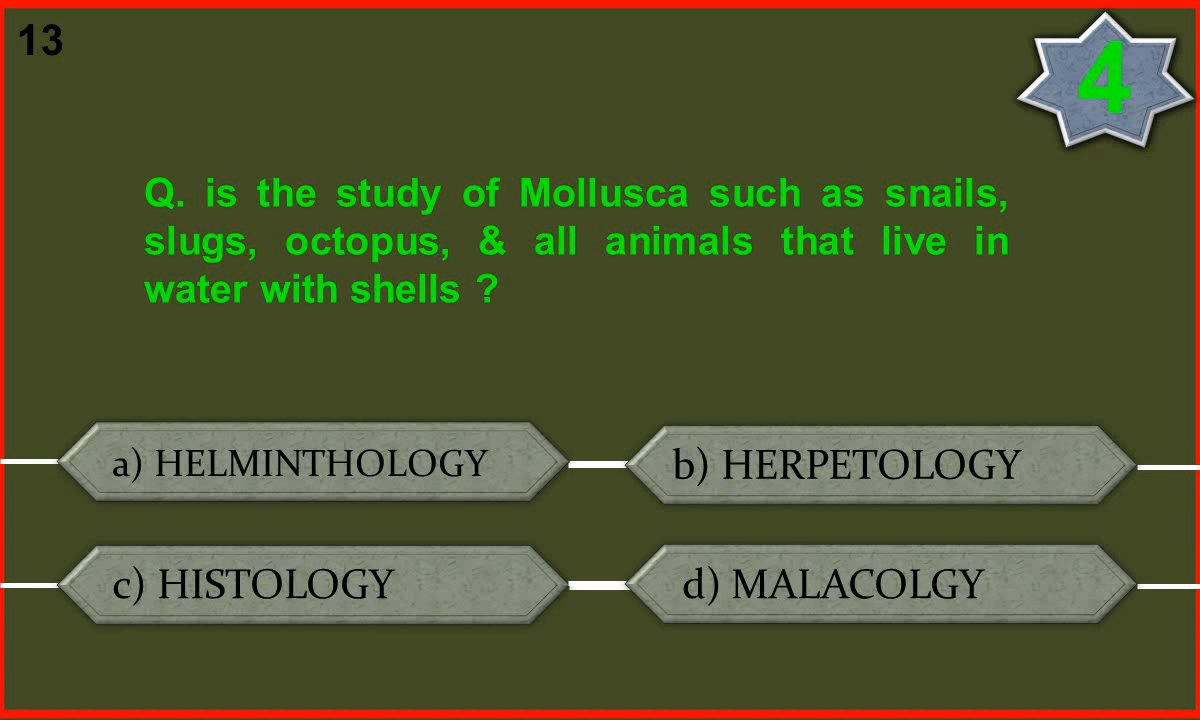 13
4
Q. is the study of Mollusca such as snails,
slugs, octopus, & all animals that live in
water with shells ?
a) HELMINTHOLOGY
b) HERPETOLOGY
c) HISTOLOGY
d) MALACOLGY